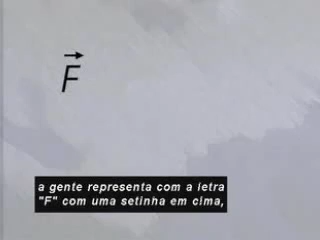 F⃗
a gente representa com a letra
"F" com uma setinha em cima,